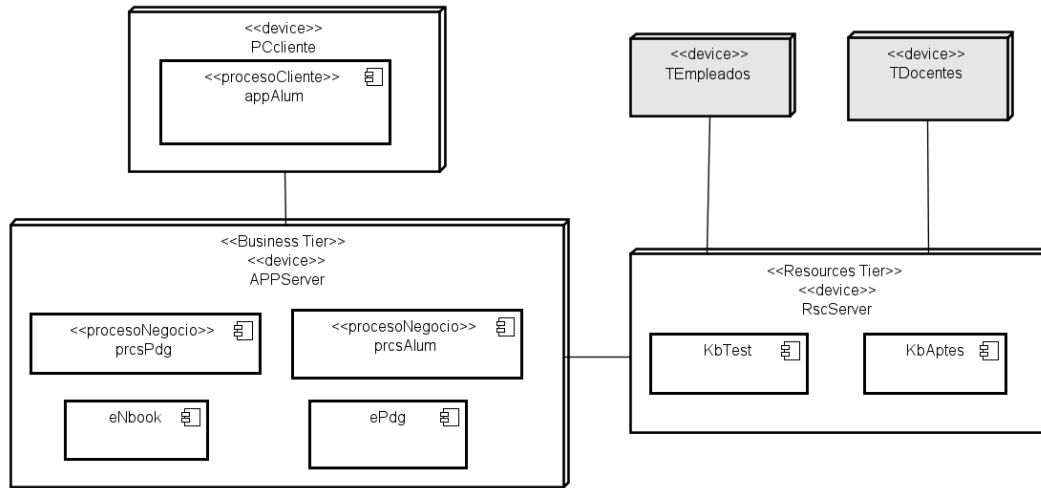 <<device>>
PCcliente
<<procesoCliente>>
appAlum
<<device>>
TEmpleados
<<device>>
TDocentes
<<Business Tier>>
<<device>>
APPServer
<<procesoNegocio>>
prcsPdg
<<procesoNegocio>>
prcsAlum
eNbook
ePdg
<<Resources Tier>>
<<device>>
RscServer
KbTest
KbAptes